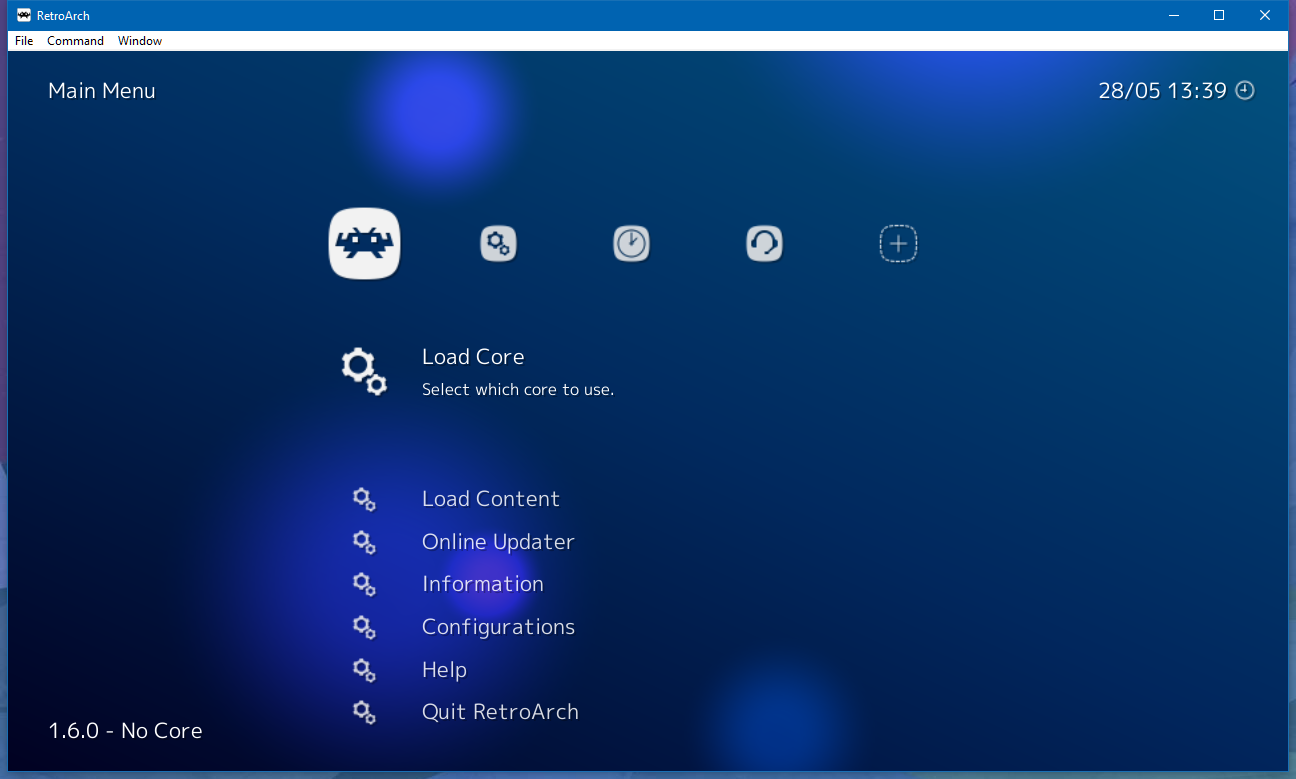 RetroArch
File Command Window
Main Menu
28/05 13:39
Load Core
Select which core to use.
Load Content
Online Updater
Information
Configurations
Help
Quit RetroArch
1.6.0 - No Core